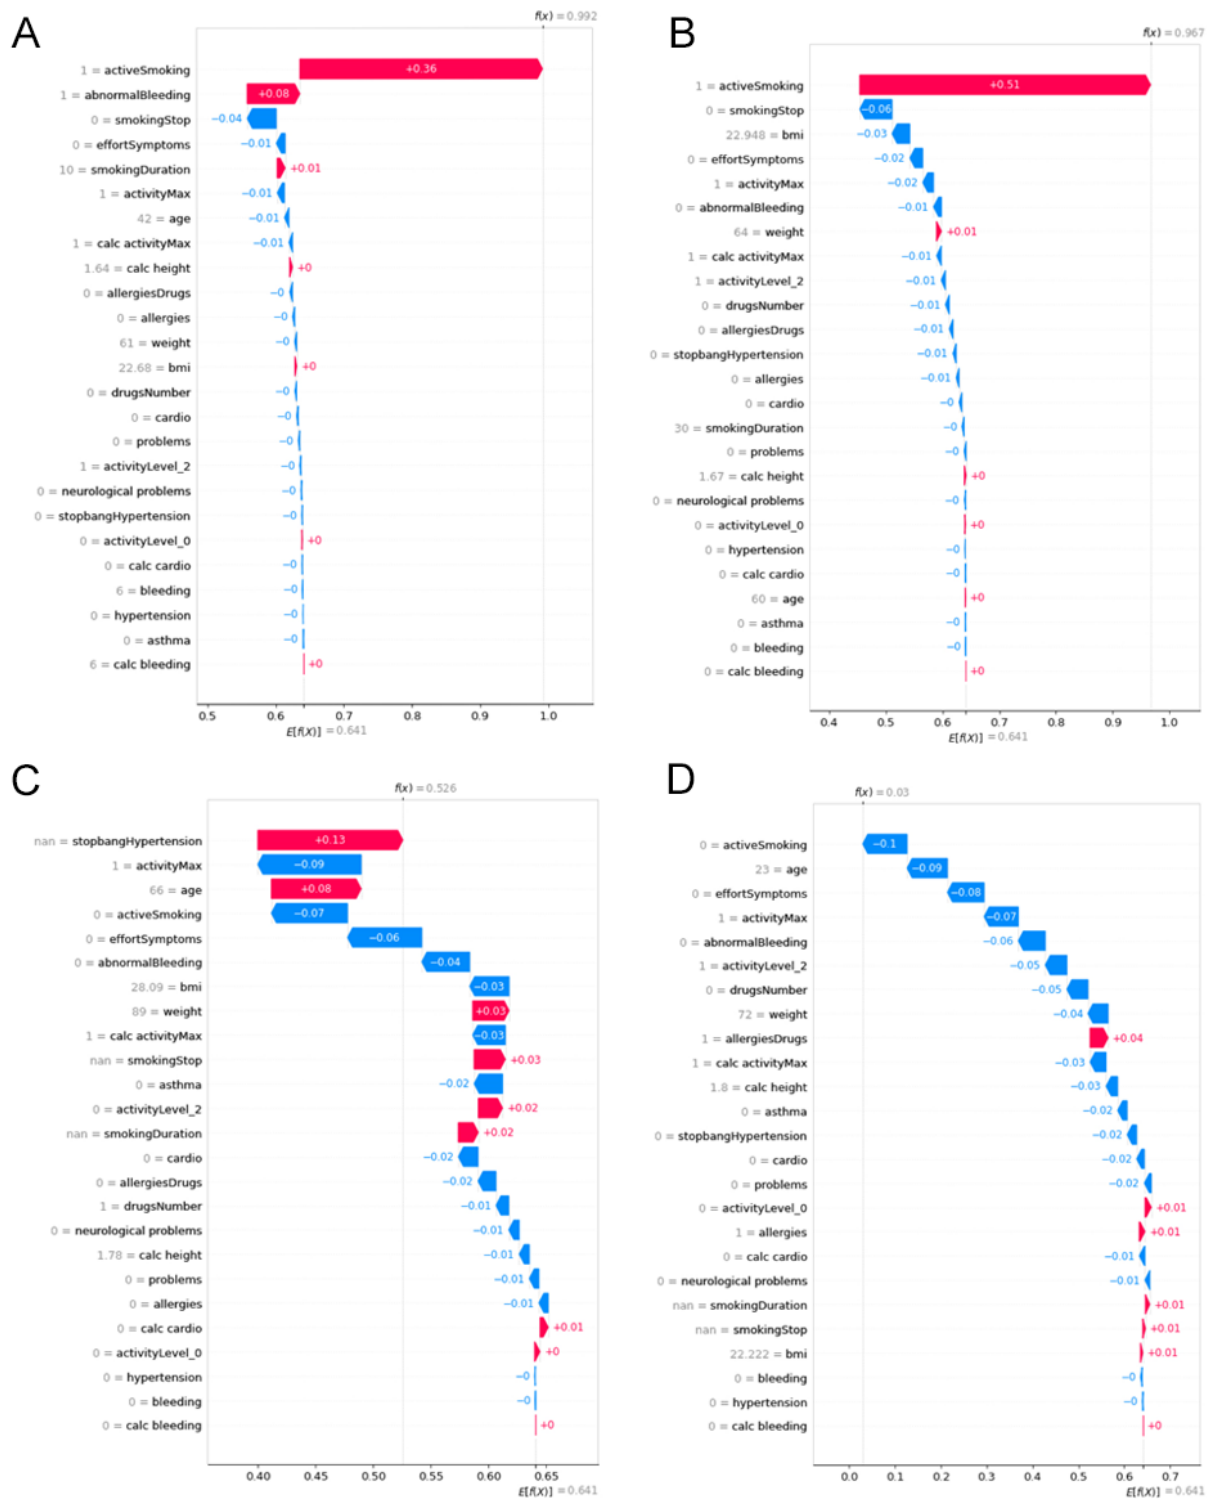 A
f(x) = 0.992
1 = activeSmoking +0.36
1 = abnormalBleeding +0.08
0 = smokingStop −0.04
0 = effortSymptoms −0.01
10 = smokingDuration +0.01
1 = activityMax −0.01
42 = age −0.01
1 = calc activityMax −0.01
1.64 = calc height +0
0 = allergiesDrugs −0
0 = allergies −0
61 = weight −0
22.68 = bmi +0
0 = drugsNumber −0
0 = cardio −0
0 = problems −0
1 = activityLevel_2 −0
0 = neurological problems −0
0 = stopbangHypertension −0
0 = activityLevel_0 +0
0 = calc cardio −0
6 = bleeding −0
0 = hypertension −0
0 = asthma −0
6 = calc bleeding +0
0.5 0.6 0.7 0.8 0.9 1.0
E[f(X)] = 0.641
B
f(x) = 0.967
1 = activeSmoking +0.51
0 = smokingStop −0.06
22.948 = bmi −0.03
0 = effortSymptoms −0.02
1 = activityMax −0.02
0 = abnormalBleeding −0.01
64 = weight +0.01
1 = calc activityMax −0.01
1 = activityLevel_2 −0.01
0 = drugsNumber −0.01
0 = allergiesDrugs −0.01
0 = stopbangHypertension −0.01
0 = allergies −0.01
0 = cardio −0
30 = smokingDuration −0
0 = problems −0
1.67 = calc height +0
0 = neurological problems −0
0 = activityLevel_0 +0
0 = hypertension −0
0 = calc cardio −0
60 = age +0
0 = asthma −0
0 = bleeding −0
0 = calc bleeding +0
0.4 0.5 0.6 0.7 0.8 0.9 1.0
E[f(X)] = 0.641
C
f(x) = 0.526
nan = stopbangHypertension +0.13
1 = activityMax −0.09
66 = age +0.08
0 = activeSmoking −0.07
0 = effortSymptoms −0.06
0 = abnormalBleeding −0.04
28.09 = bmi −0.03
89 = weight +0.03
1 = calc activityMax −0.03
nan = smokingStop +0.03
0 = asthma −0.02
0 = activityLevel_2 +0.02
nan = smokingDuration +0.02
0 = cardio −0.02
0 = allergiesDrugs −0.02
1 = drugsNumber −0.01
0 = neurological problems −0.01
1.78 = calc height −0.01
0 = problems −0.01
0 = allergies −0.01
0 = calc cardio +0.01
0 = activityLevel_0 +0
0 = hypertension −0
0 = bleeding −0
0 = calc bleeding +0
0.40 0.45 0.50 0.55 0.60 0.65
E[f(X)] = 0.641
D
f(x) = 0.03
0 = activeSmoking −0.1
23 = age −0.09
0 = effortSymptoms −0.08
1 = activityMax −0.07
0 = abnormalBleeding −0.06
1 = activityLevel_2 −0.05
0 = drugsNumber −0.05
72 = weight −0.04
1 = allergiesDrugs +0.04
1 = calc activityMax −0.03
1.8 = calc height −0.03
0 = asthma −0.02
0 = stopbangHypertension −0.02
0 = cardio −0.02
0 = problems −0.02
0 = activityLevel_0 +0.01
1 = allergies +0.01
0 = calc cardio −0.01
0 = neurological problems −0.01
nan = smokingDuration +0.01
nan = smokingStop +0.01
22.222 = bmi +0.01
0 = bleeding −0
0 = hypertension −0
0 = calc bleeding +0
0.0 0.1 0.2 0.3 0.4 0.5 0.6 0.7
E[f(X)] = 0.641